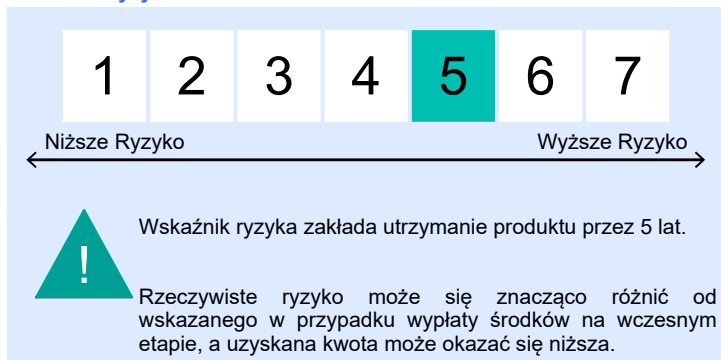 1 2 3 4 5 6 7
Niższe Ryzyko Wyższe Ryzyko
!
Wskaźnik ryzyka zakłada utrzymanie produktu przez 5 lat.
Rzeczywiste ryzyko może się znacząco różnić od
wskazanego w przypadku wypłaty środków na wczesnym
etapie, a uzyskana kwota może okazać się niższa.